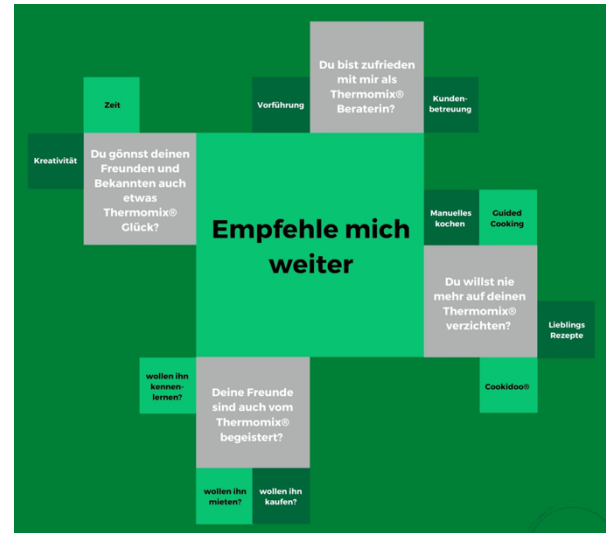 Du bist zufrieden
mit mir als
Thermomix®
Beraterin?
Zeit
Vorführung
Kunden-
betreuung
Kreativität
Du gönnst deinen
Freunden und
Bekannten auch
etwas
Thermomix®
Glück?
Empfehle mich
weiter
Manuelles
kochen
Guided
Cooking
Du willst nie
mehr auf deinen
Thermomix®
verzichten?
Lieblings
Rezepte
wollen ihn
kennen-
lernen?
Deine Freunde
sind auch vom
Thermomix®
begeistert?
Cookidoo®
wollen ihn
mieten?
wollen ihn
kaufen?